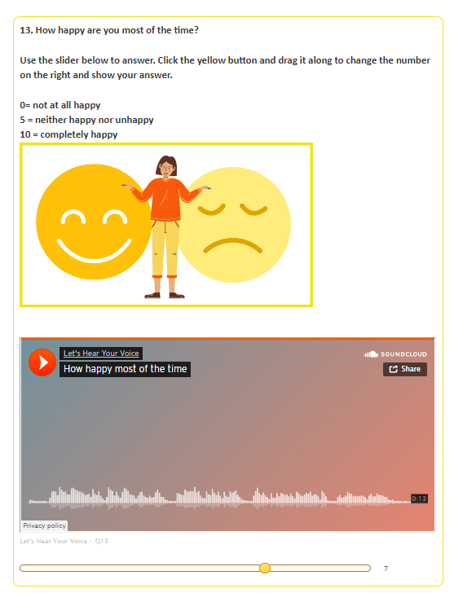 13. How happy are you most of the time?
Use the slider below to answer. Click the yellow button and drag it along to change the number
on the right and show your answer.
0= not at all happy
5 = neither happy nor unhappy
10 = completely happy
Let's Hear Your Voice
SOUNDCLOUD
How happy most of the time
Share
0:13
Privacy policy
Let's Hear Your Voice · Q13
7